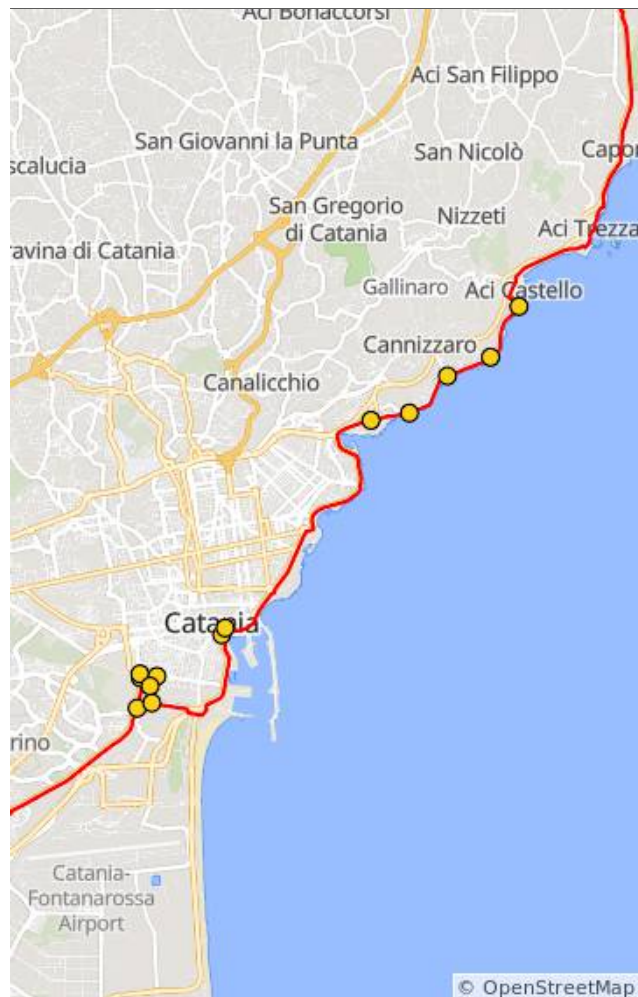 Aci Bonaccorsi
Aci San Filippo
San Giovanni la Punta
San Nicolò
Capo
scalucia
San Gregorio
di Catania
Nizzeti
Aci Trezza
ravina di Catania
Gallinaro
Aci Castello
Cannizzaro
Canalicchio
Catania
rino
Catania-
Fontanarossa
Airport
© OpenStreetMap